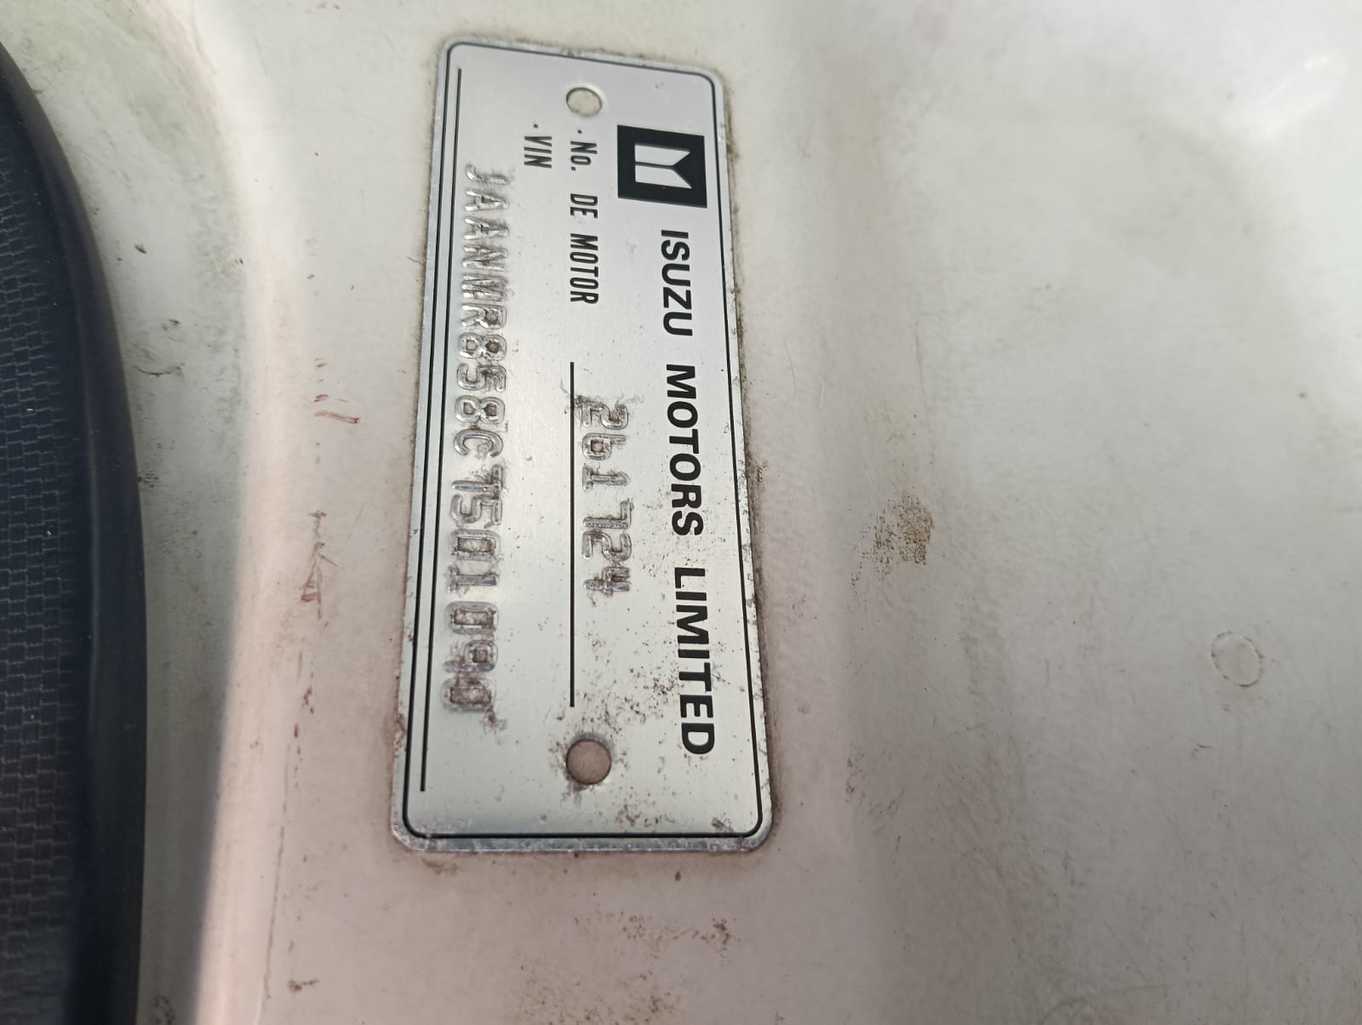 ISUZU MOTORS LIMITED
· No. DE MOTOR 261724
· VIN
JAANMR858C7501090